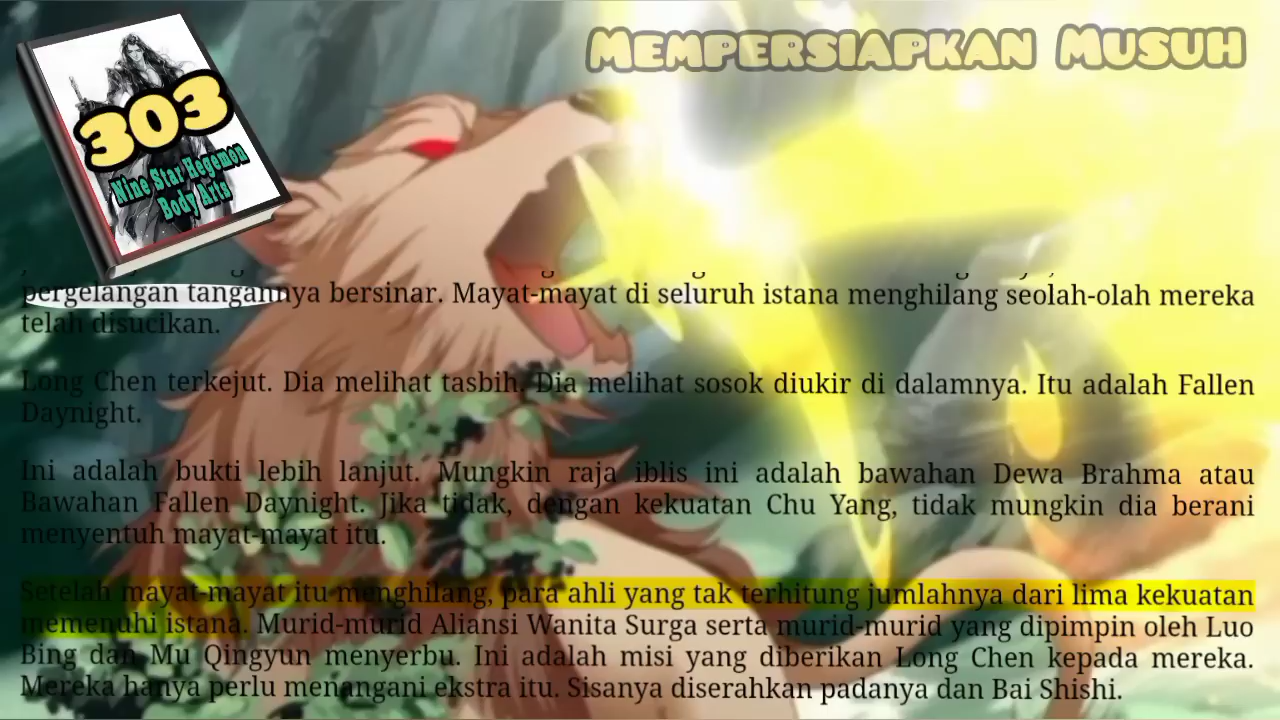 Mempersiapkan Musuh
303
Nine Star Hegemon
Body Arts
pergelangan tangannya bersinar. Mayat-mayat di seluruh istana menghilang seolah-olah mereka
telah disucikan.
Long Chen terkejut. Dia melihat tasbih. Dia melihat sosok diukir di dalamnya. Itu adalah Fallen
Daynight.
Ini adalah bukti lebih lanjut. Mungkin raja iblis ini adalah bawahan Dewa Brahma atau
Bawahan Fallen Daynight. Jika tidak, dengan kekuatan Chu Yang, tidak mungkin dia berani
menyentuh mayat-mayat itu.
Setelah mayat-mayat itu menghilang, para ahli yang tak terhitung jumlahnya dari lima kekuatan
memenuhi istana. Murid-murid Aliansi Wanita Surga serta murid-murid yang dipimpin oleh Luo
Bing dan Mu Qingyun menyerbu. Ini adalah misi yang diberikan Long Chen kepada mereka.
Mereka hanya perlu menangani ekstra itu. Sisanya diserahkan padanya dan Bai Shishi.